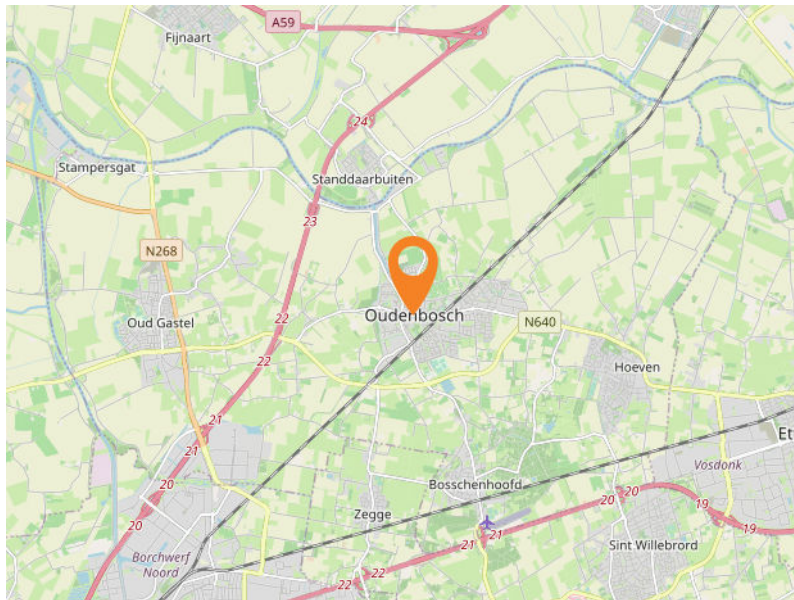 A59
Fijnaart
24
Stampersgat
Standdaarbuiten
23
N268
Oud Gastel
22
Oudenbosch
N640
22
Hoeven
21
Et
21
Vosdonk
20
Bosschenhoofd
20
20
19
Zegge
20
19
21
21
Borchwerf
Noord
Sint Willebrord
22
22